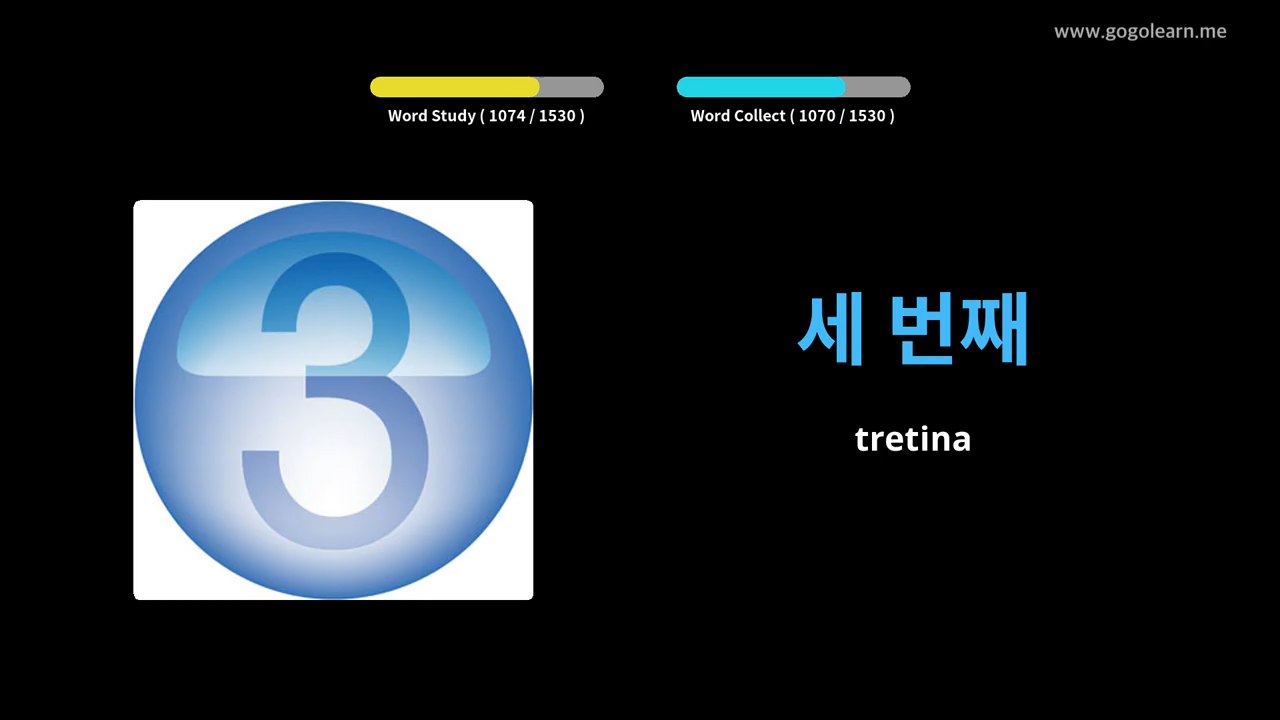 www.gogolearn.me
Word Study ( 1074 / 1530 )
Word Collect ( 1070 / 1530 )
3
세 번째
tretina